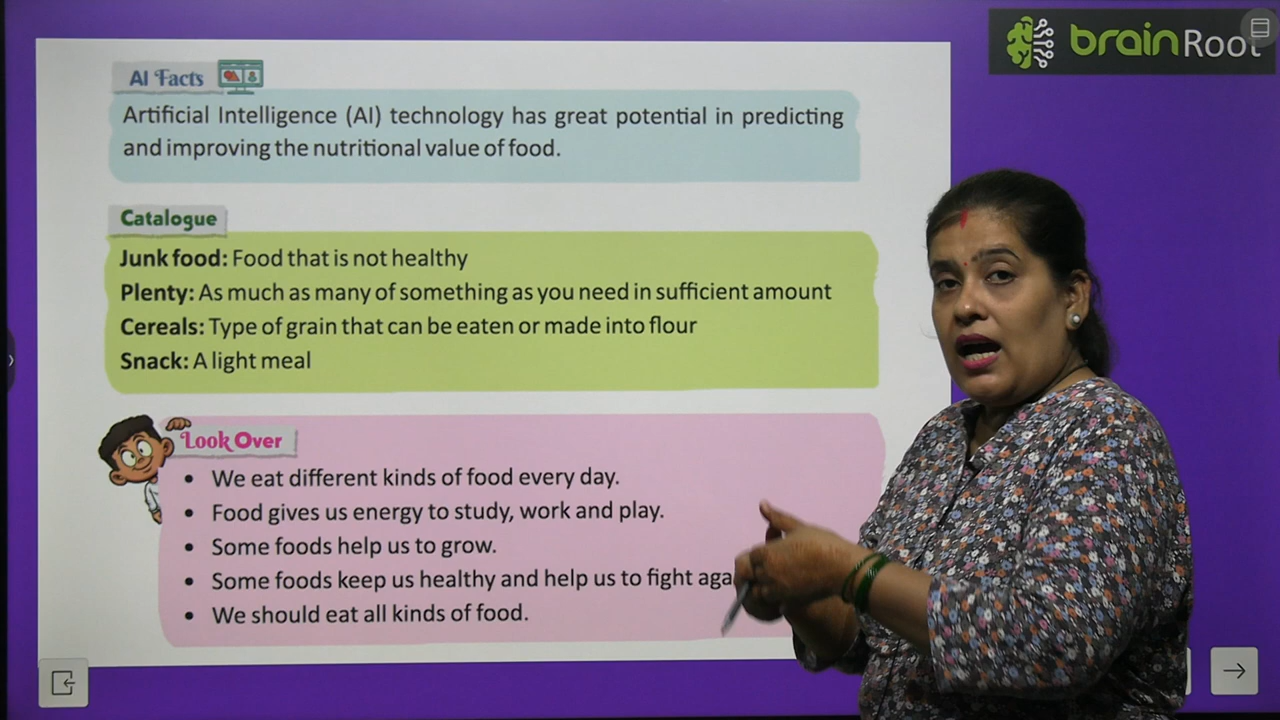 brainRoot
AI Facts
Artificial Intelligence (AI) technology has great potential in predicting
and improving the nutritional value of food.
Catalogue
Junk food: Food that is not healthy
Plenty: As much as many of something as you need in sufficient amount
Cereals: Type of grain that can be eaten or made into flour
Snack: A light meal
Look Over
• We eat different kinds of food every day.
• Food gives us energy to study, work and play.
• Some foods help us to grow.
• Some foods keep us healthy and help us to fight
• We should eat all kinds of food.